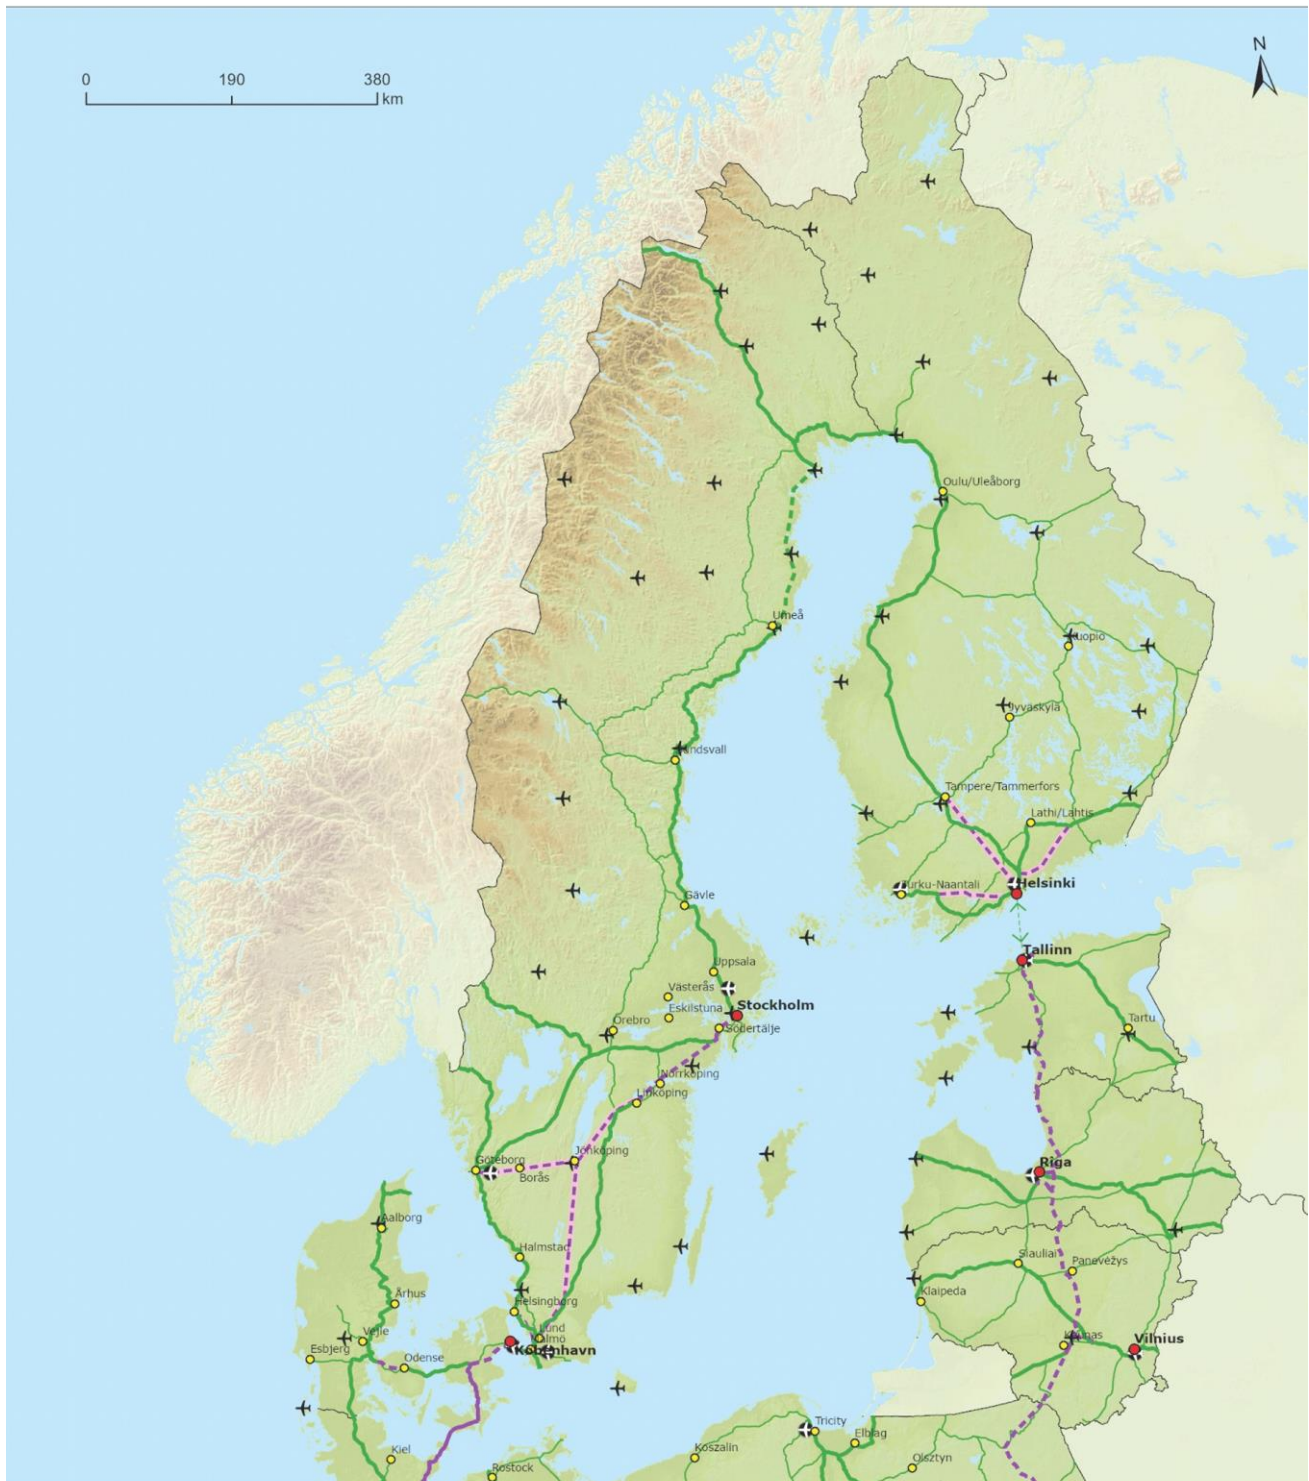 N
0 190 380
km
Oulu/Uleåborg
Umeå
Kuopio
Jyväskylä
Sundsvall
Tampere/Tammerfors
Lathi/Lahtis
Turku-Naantali
Helsinki
Gävle
Tallinn
Uppsala
Västerås
Stockholm
Eskilstuna
Örebro
Södertälje
Tartu
Norrköping
Linköping
Jönköping
Göteborg
Borås
Rīga
Aalborg
Halmstad
Siauliai
Panevėžys
Århus
Helsingborg
Klaipeda
Vejle
Lund
Malmö
Kaunas
Vilnius
Esbjerg
København
Odense
Tricity
Elbląg
Koszalin
Kiel
Olsztyn
Rostock